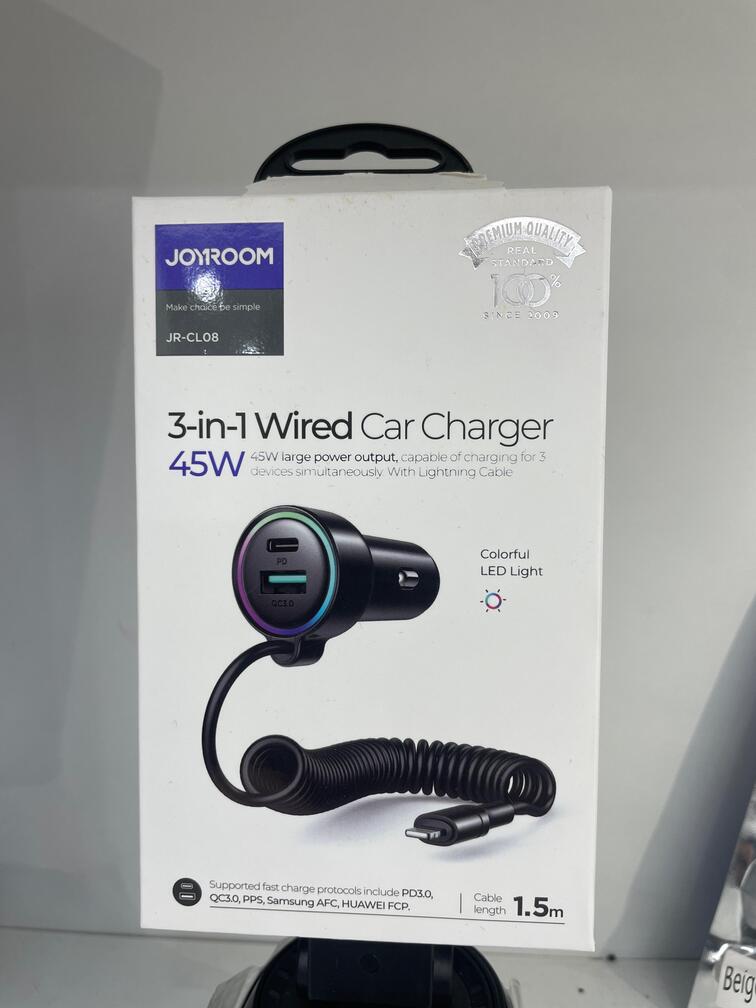 JOYROOM
Make choice be simple
JR-CL08
PREMIUM QUALITY
REAL
STANDARD
100%
SINCE 2009
3-in-1 Wired Car Charger
45W
45W large power output, capable of charging for 3
devices simultaneously. With Lightning Cable
PD
QC3.0
Colorful
LED Light
Supported fast charge protocols include PD3.0,
QC3.0, PPS, Samsung AFC, HUAWEI FCP.
Cable
length
1.5m